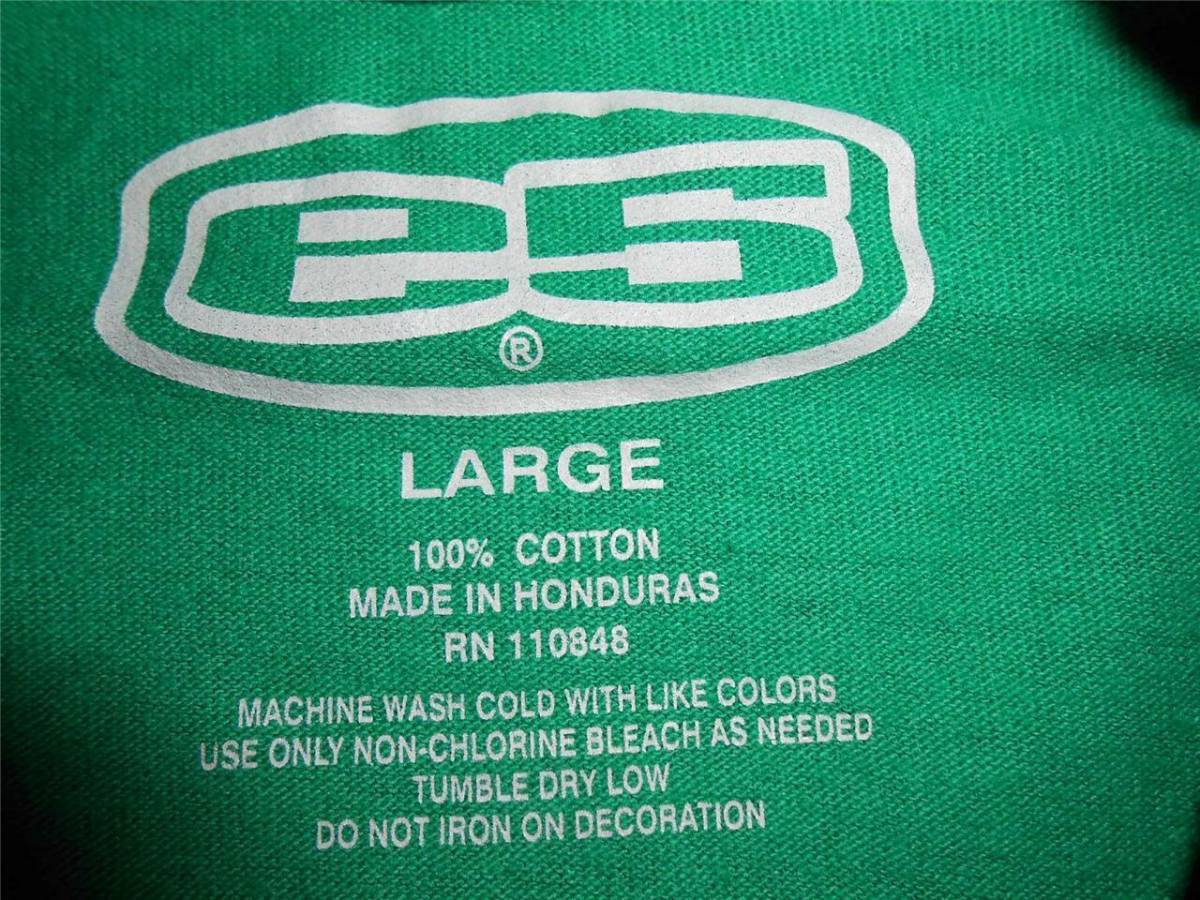 eS
®
LARGE
100% COTTON
MADE IN HONDURAS
RN 110848
MACHINE WASH COLD WITH LIKE COLORS
USE ONLY NON-CHLORINE BLEACH AS NEEDED
TUMBLE DRY LOW
DO NOT IRON ON DECORATION